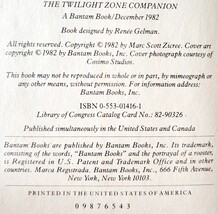 THE TWILIGHT ZONE COMPANION
A Bantam Book/December 1982
Book designed by Renée Gelman.
All rights reserved. Copyright © 1982 by Marc Scott Zicree. Cover art
copyright © 1982 by Bantam Books, Inc. Cover photograph courtesy of
Cosimo Studios.
This book may not be reproduced in whole or in part, by mimeograph or
any other means, without permission. For information address:
Bantam Books, Inc.
ISBN 0-553-01416-1
Library of Congress Catalog Card No.: 82-90326
Published simultaneously in the United States and Canada
Bantam Books are published by Bantam Books, Inc. Its trademark,
consisting of the words, "Bantam Books" and the portrayal of a rooster,
is Registered in U.S. Patent and Trademark Office and in other
countries. Marca Registrada. Bantam Books, Inc., 666 Fifth Avenue,
New York, New York 10103.
PRINTED IN THE UNITED STATES OF AMERICA
0 9 8 7 6 5 4 3